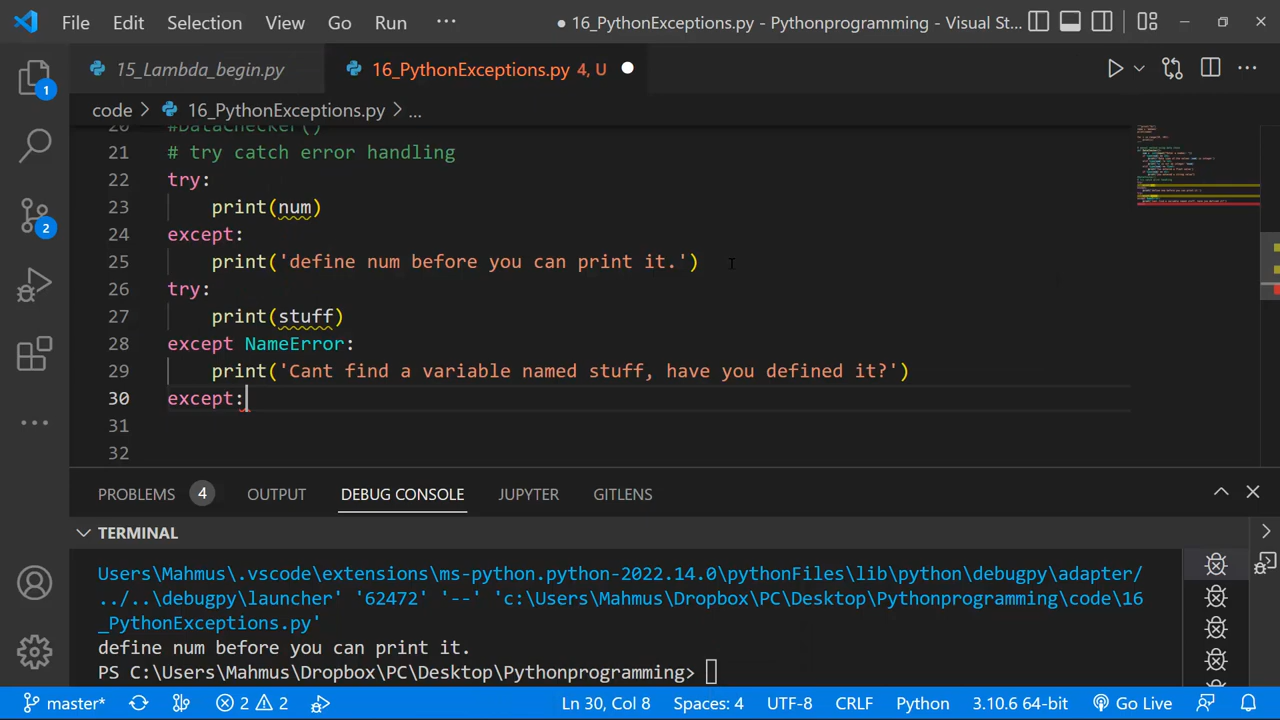 File Edit Selection View Go Run ··· ● 16_PythonExceptions.py - Pythonprogramming - Visual St...
1 15_Lambda_begin.py 16_PythonExceptions.py 4, U
code > 16_PythonExceptions.py > ...
20 #DataChecker()
21 # try catch error handling
22 try:
23 print(num)
24 except:
25 print('define num before you can print it.')
26 try:
27 print(stuff)
28 except NameError:
29 print('Cant find a variable named stuff, have you defined it?')
30 except:
31
32
2
PROBLEMS 4 OUTPUT DEBUG CONSOLE JUPYTER GITLENS
TERMINAL
Users\Mahmus\.vscode\extensions\ms-python.python-2022.14.0\pythonFiles\lib\python\debugpy\adapter/
../..\debugpy\launcher' '62472' '--' 'c:\Users\Mahmus\Dropbox\PC\Desktop\Pythonprogramming\code\16
_PythonExceptions.py'
define num before you can print it.
PS C:\Users\Mahmus\Dropbox\PC\Desktop\Pythonprogramming>
master* 2 2 Ln 30, Col 8 Spaces: 4 UTF-8 CRLF Python 3.10.6 64-bit Go Live